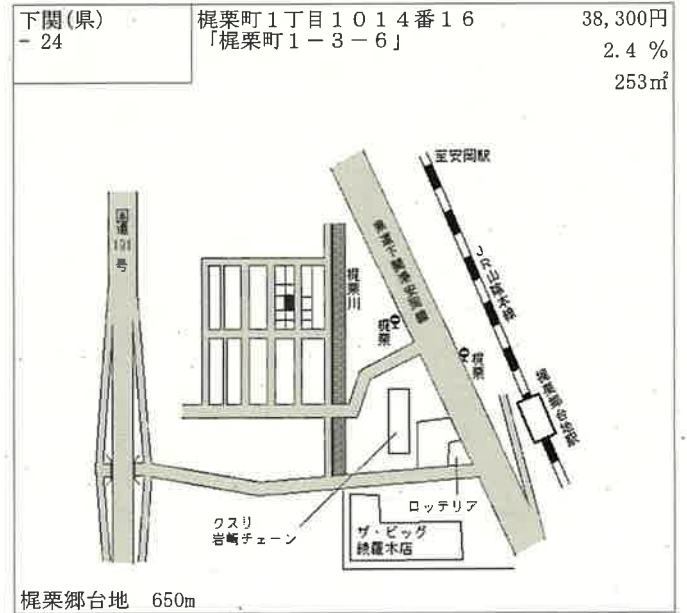 下関(県)
- 24
梶栗町1丁目1014番16
「梶栗町1-3-6」
38,300円
2.4 %
253㎡
至安岡駅
国道
191
号
梶栗川
JR山陰本線
梶栗
梶栗
梶栗郷台地駅
クスリ
岩崎チェーン
ロッテリア
ザ・ビッグ
綾羅木店
梶栗郷台地 650m